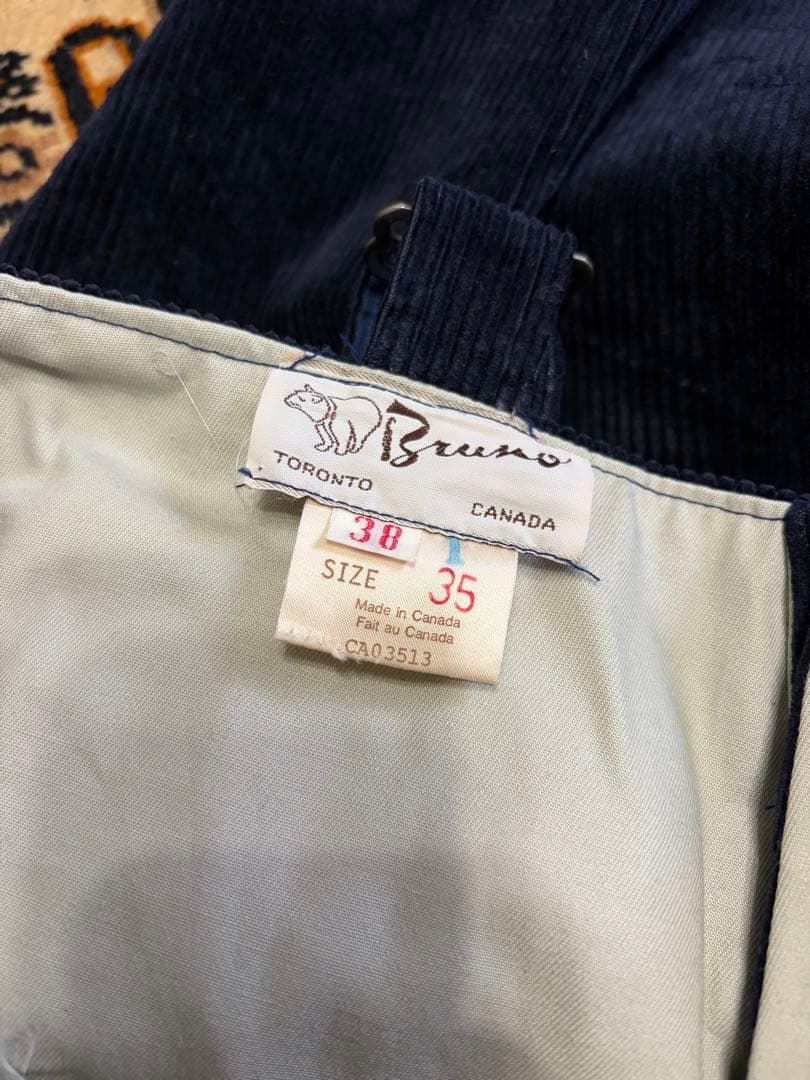 Bruno
TORONTO
CANADA
38
SIZE 35
Made in Canada
Fait au Canada
CA03513